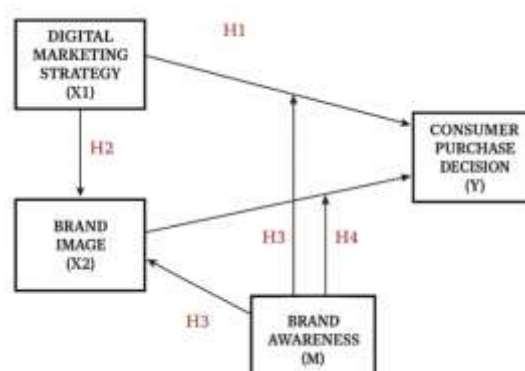 DIGITAL
MARKETING
STRATEGY
(X1)
H1
CONSUMER
PURCHASE
DECISION
(Y)
H2
BRAND
IMAGE
(X2)
H3
H4
H3
BRAND
AWARENESS
(M)